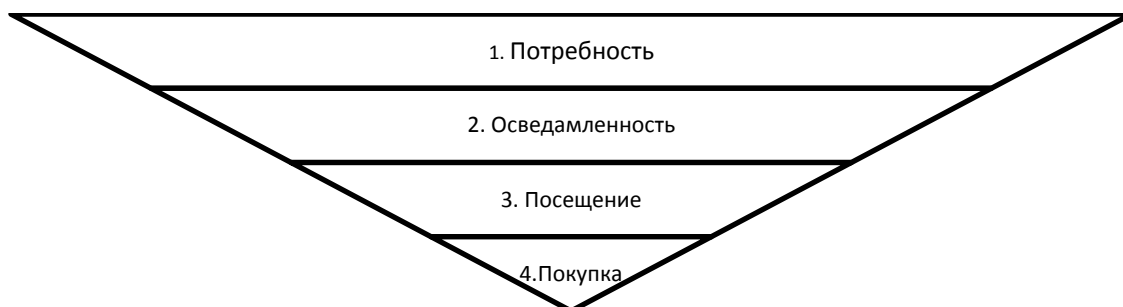 1. Потребность
2. Осведамленность
3. Посещение
4.Покупка